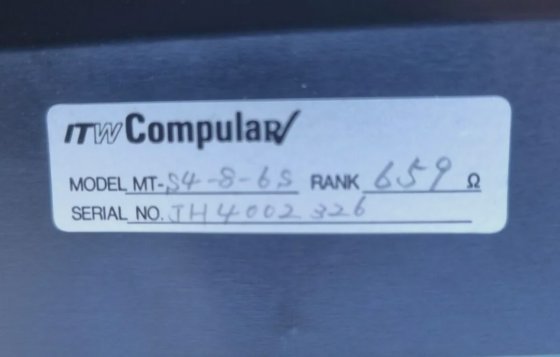 ITW Compular
MODEL MT-S4-8-6S RANK 659 Ω
SERIAL NO. JH4002326